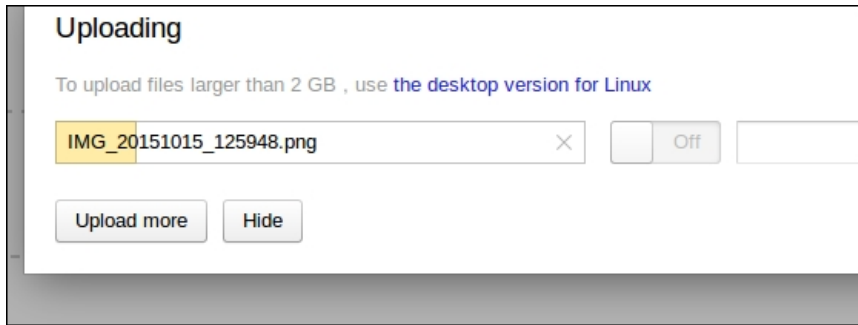 Uploading
To upload files larger than 2 GB , use the desktop version for Linux
IMG_20151015_125948.png Off
Upload more Hide